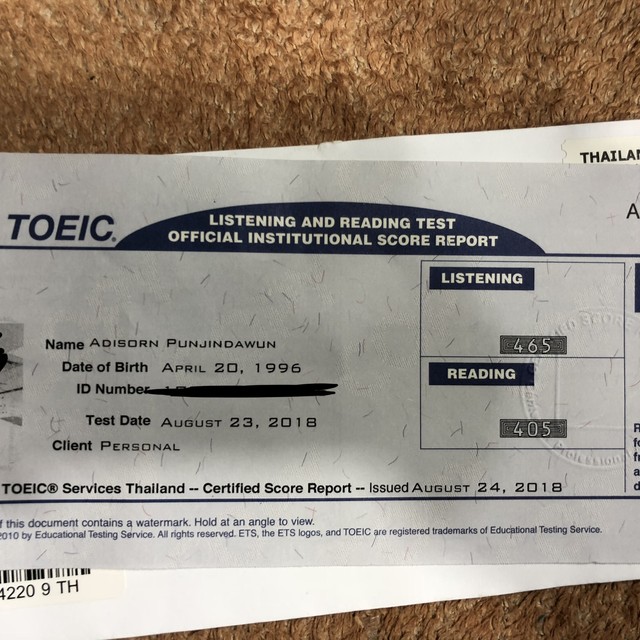 THAILAN
A
TOEIC®
LISTENING AND READING TEST
OFFICIAL INSTITUTIONAL SCORE REPORT
LISTENING
465
READING
405
Name ADISORN PUNJINDAWUN
Date of Birth APRIL 20, 1996
ID Number
Test Date AUGUST 23, 2018
Client PERSONAL
TOEIC® Services Thailand -- Certified Score Report -- Issued AUGUST 24, 2018
f this document contains a watermark. Hold at an angle to view.
2010 by Educational Testing Service. All rights reserved. ETS, the ETS logos, and TOEIC are registered trademarks of Educational Testing Service.
4220 9 TH